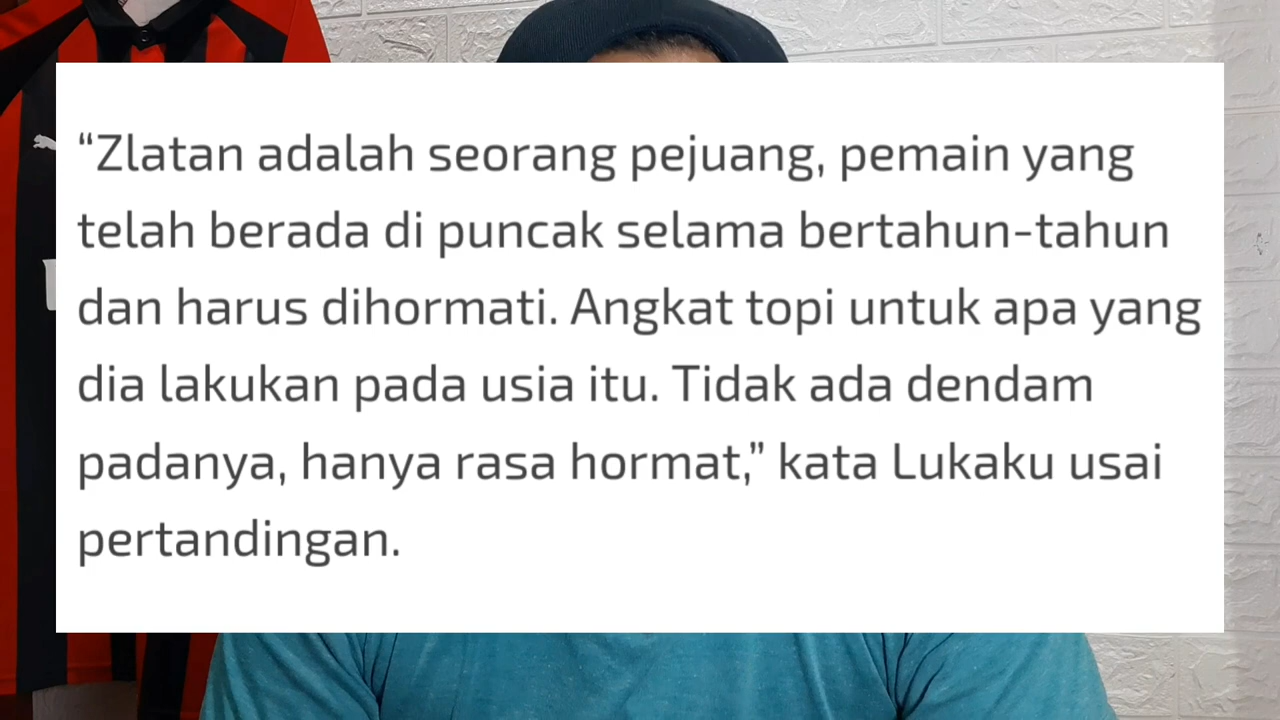 “Zlatan adalah seorang pejuang, pemain yang
telah berada di puncak selama bertahun-tahun
dan harus dihormati. Angkat topi untuk apa yang
dia lakukan pada usia itu. Tidak ada dendam
padanya, hanya rasa hormat,” kata Lukaku usai
pertandingan.